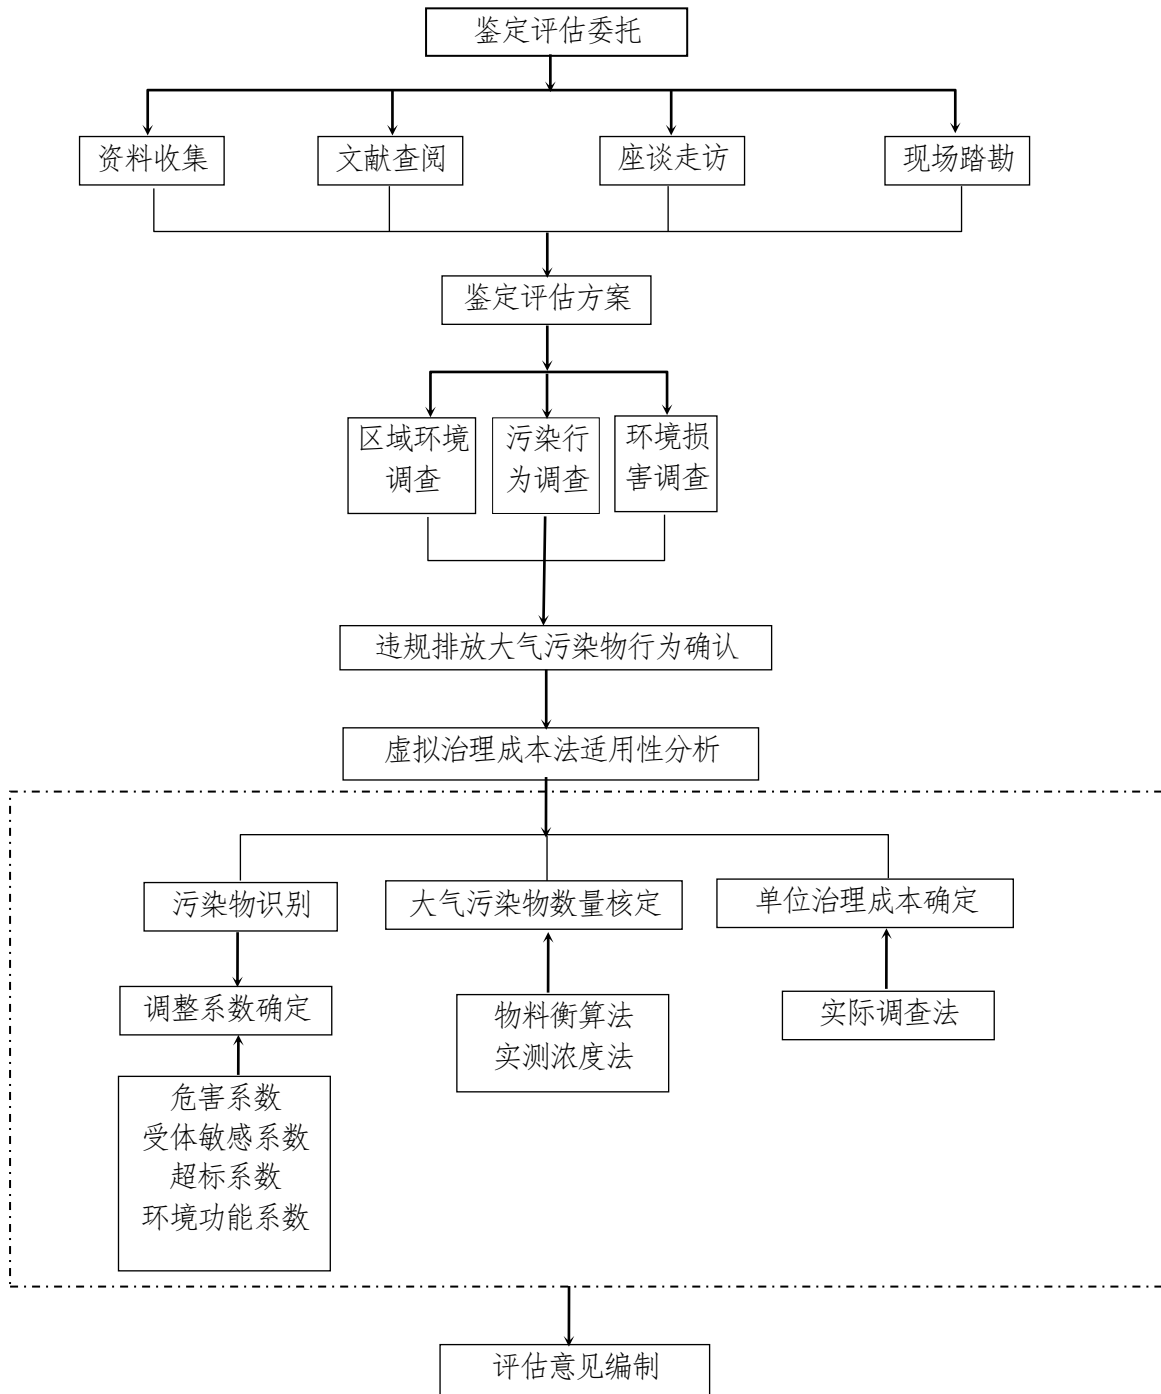 鉴定评估委托
资料收集
文献查阅
座谈走访
现场踏勘
鉴定评估方案
区域环境
调查
污染行
为调查
环境损
害调查
违规排放大气污染物行为确认
虚拟治理成本法适用性分析
污染物识别
大气污染物数量核定
单位治理成本确定
调整系数确定
物料衡算法
实测浓度法
实际调查法
危害系数
受体敏感系数
超标系数
环境功能系数
评估意见编制